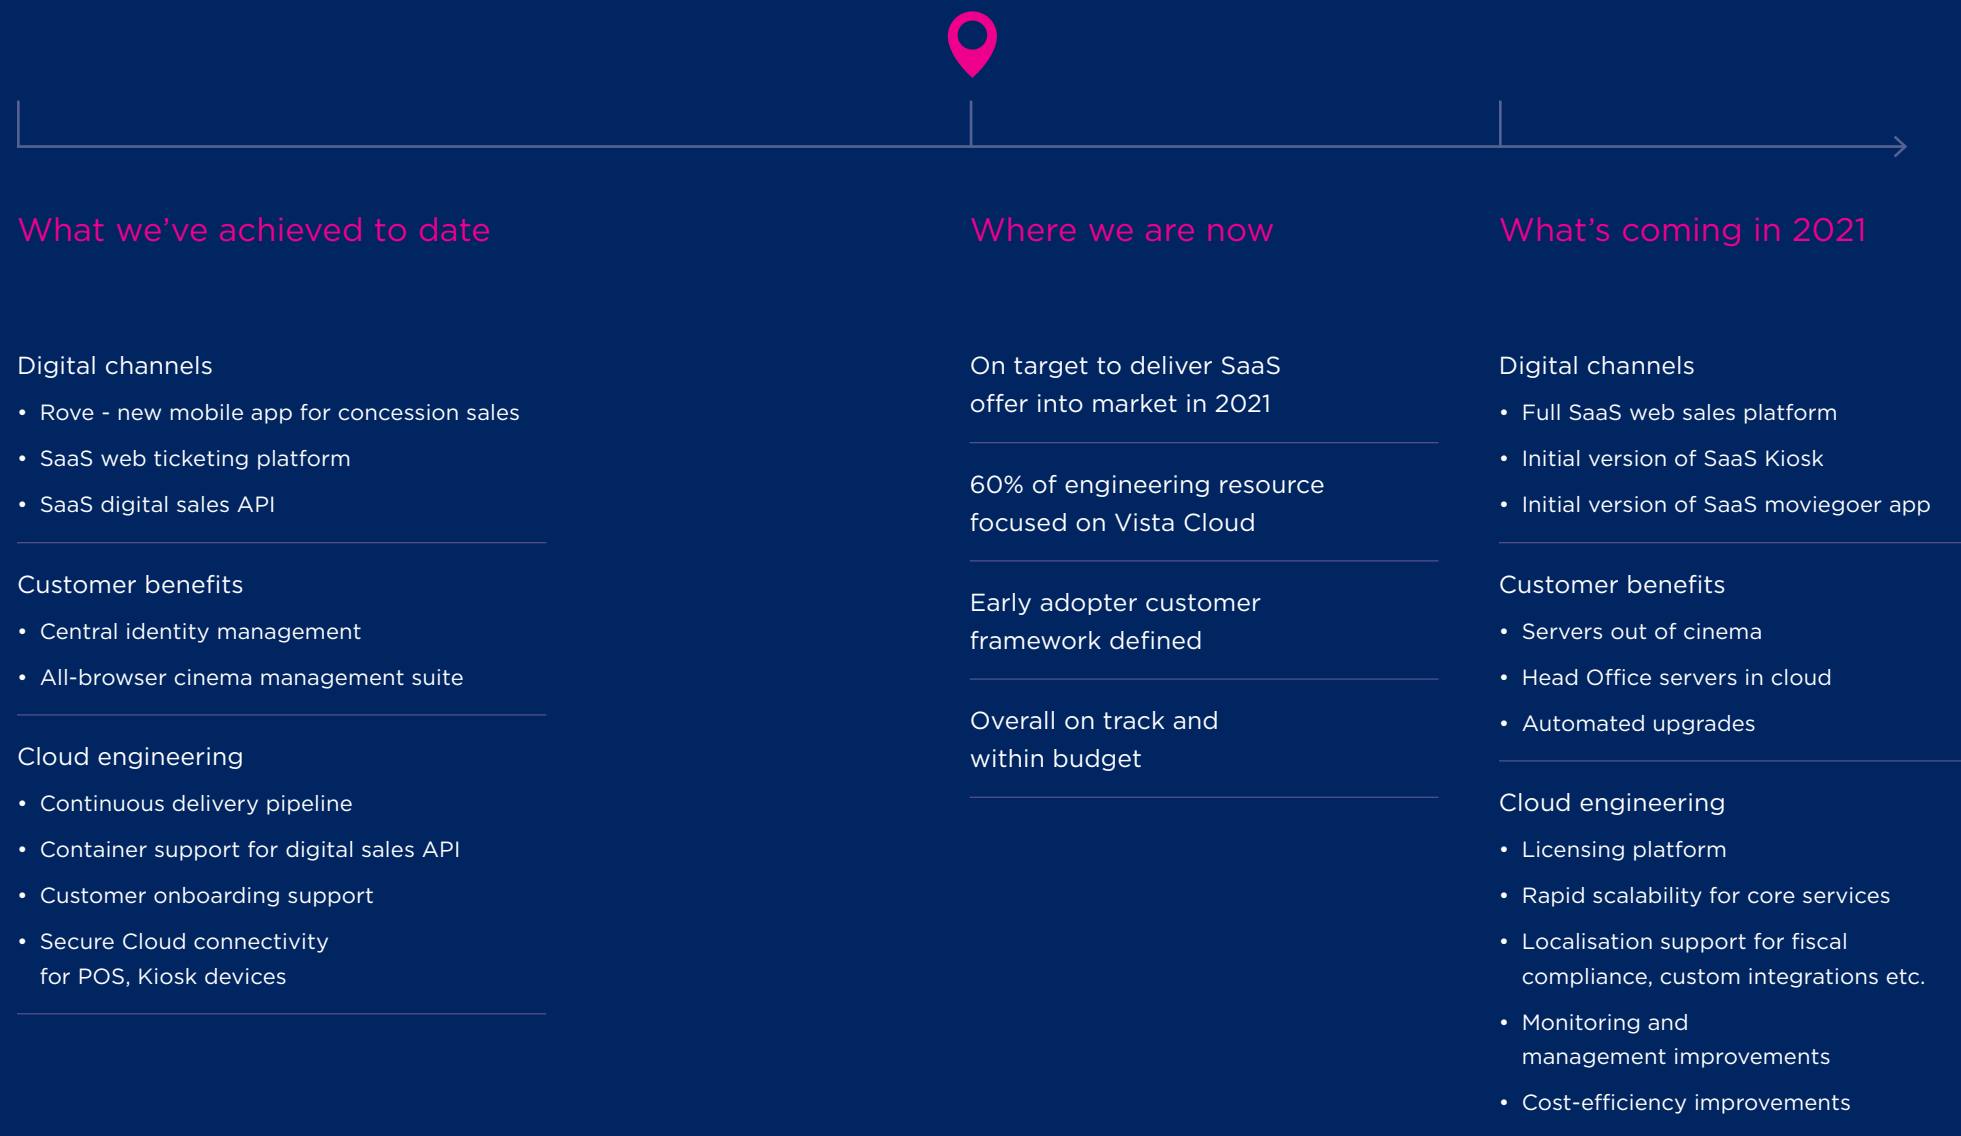 What we’ve achieved to date
Digital channels
• Rove - new mobile app for concession sales
• SaaS web ticketing platform
• SaaS digital sales API
Customer benefits
• Central identity management
• All-browser cinema management suite
Cloud engineering
• Continuous delivery pipeline
• Container support for digital sales API
• Customer onboarding support
• Secure Cloud connectivity
for POS, Kiosk devices
Where we are now
On target to deliver SaaS
offer into market in 2021
60% of engineering resource
focused on Vista Cloud
Early adopter customer
framework defined
Overall on track and
within budget
What’s coming in 2021
Digital channels
• Full SaaS web sales platform
• Initial version of SaaS Kiosk
• Initial version of SaaS moviegoer app
Customer benefits
• Servers out of cinema
• Head Office servers in cloud
• Automated upgrades
Cloud engineering
• Licensing platform
• Rapid scalability for core services
• Localisation support for fiscal
compliance, custom integrations etc.
• Monitoring and
management improvements
• Cost-efficiency improvements